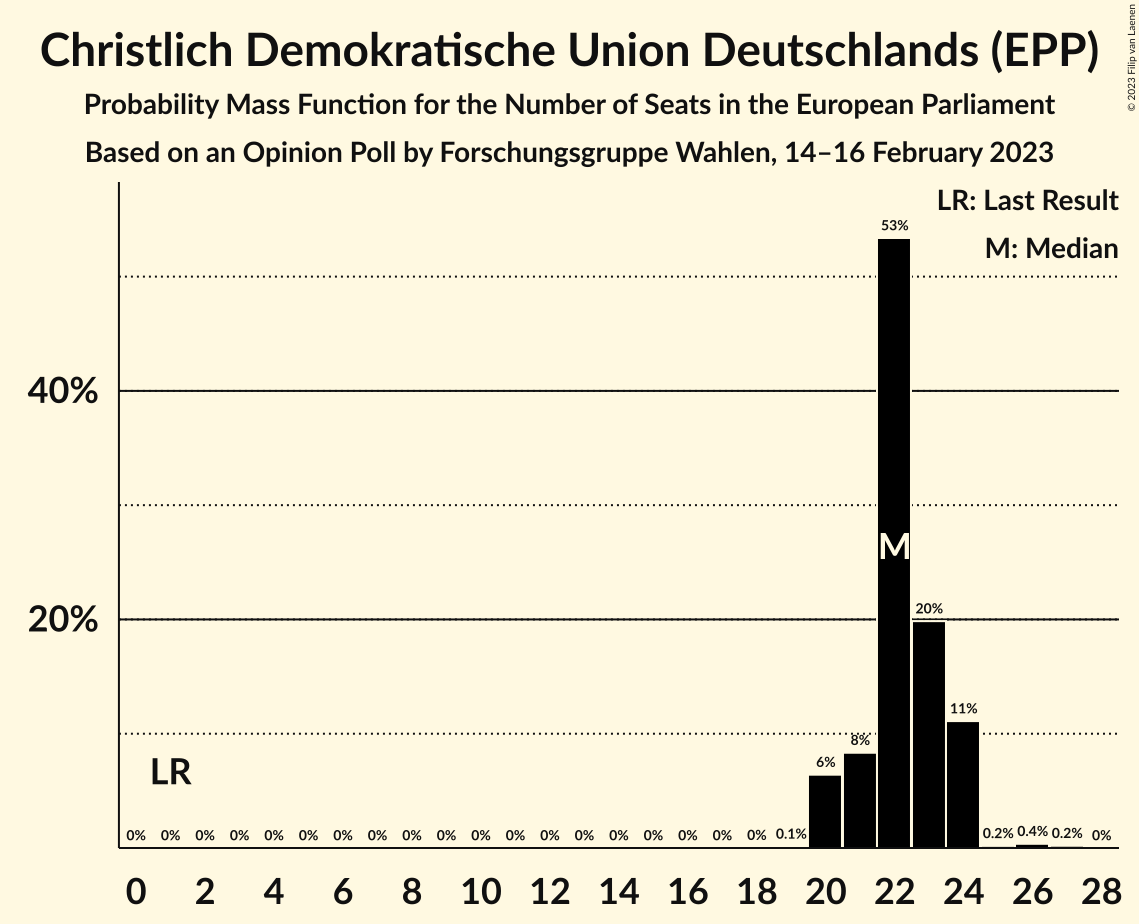 Christlich Demokratische Union Deutschlands (EPP)
Probability Mass Function for the Number of Seats in the European Parliament
Based on an Opinion Poll by Forschungsgruppe Wahlen, 14–16 February 2023
© 2023 Filip van Laenen
LR: Last Result
M: Median
53%
40%
M
20%
20%
11%
8%
6%
LR
0% 0% 0% 0% 0% 0% 0% 0% 0% 0% 0% 0% 0% 0% 0% 0% 0% 0% 0% 0.1% 0.2% 0.4% 0.2% 0%
0 2 4 6 8 10 12 14 16 18 20 22 24 26 28